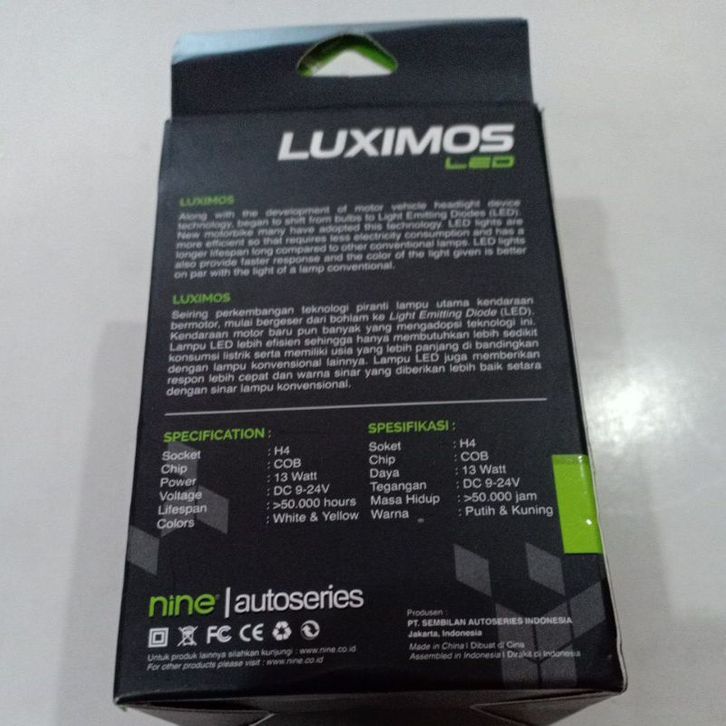 LUXIMOS
LED
LUXIMOS
Along with the development of motor vehicle headlight device
technology, began to shift from bulbs to Light Emitting Diodes (LED).
New motorbike many have adopted this technology. LED lights are
more efficient so that requires less electricity consumption and has a
longer lifespan long compared to other conventional lamps. LED lights
also provide faster response and the color of the light given is better
on par with the light of a lamp conventional.
LUXIMOS
Seiring perkembangan teknologi piranti lampu utama kendaraan
bermotor, mulai bergeser dari bohlam ke Light Emitting Diode (LED).
Kendaraan motor baru pun banyak yang mengadopsi teknologi ini.
Lampu LED lebih efisien sehingga hanya membutuhkan lebih sedikit
konsumsi listrik serta memiliki usia yang lebih panjang di bandingkan
dengan lampu konvensional lainnya. Lampu LED juga memberikan
respon lebih cepat dan warna sinar yang diberikan lebih baik setara
dengan sinar lampu konvensional.
SPECIFICATION :
Socket : H4
Chip : COB
Power : 13 Watt
Voltage : DC 9-24V
Lifespan : >50.000 hours
Colors : White & Yellow
SPESIFIKASI :
Soket : H4
Chip : COB
Daya : 13 Watt
Tegangan : DC 9-24V
Masa Hidup : >50.000 jam
Warna : Putih & Kuning
nine® | autoseries
FC CE
Untuk produk lainnya silahkan kunjungi : www.nine.co.id
For other products please visit : www.nine.co.id
Produsen :
PT. SEMBILAN AUTOSERIES INDONESIA
Jakarta, Indonesia
Made in China | Dibuat di Cina
Assembled in Indonesia | Dirakit di Indonesia